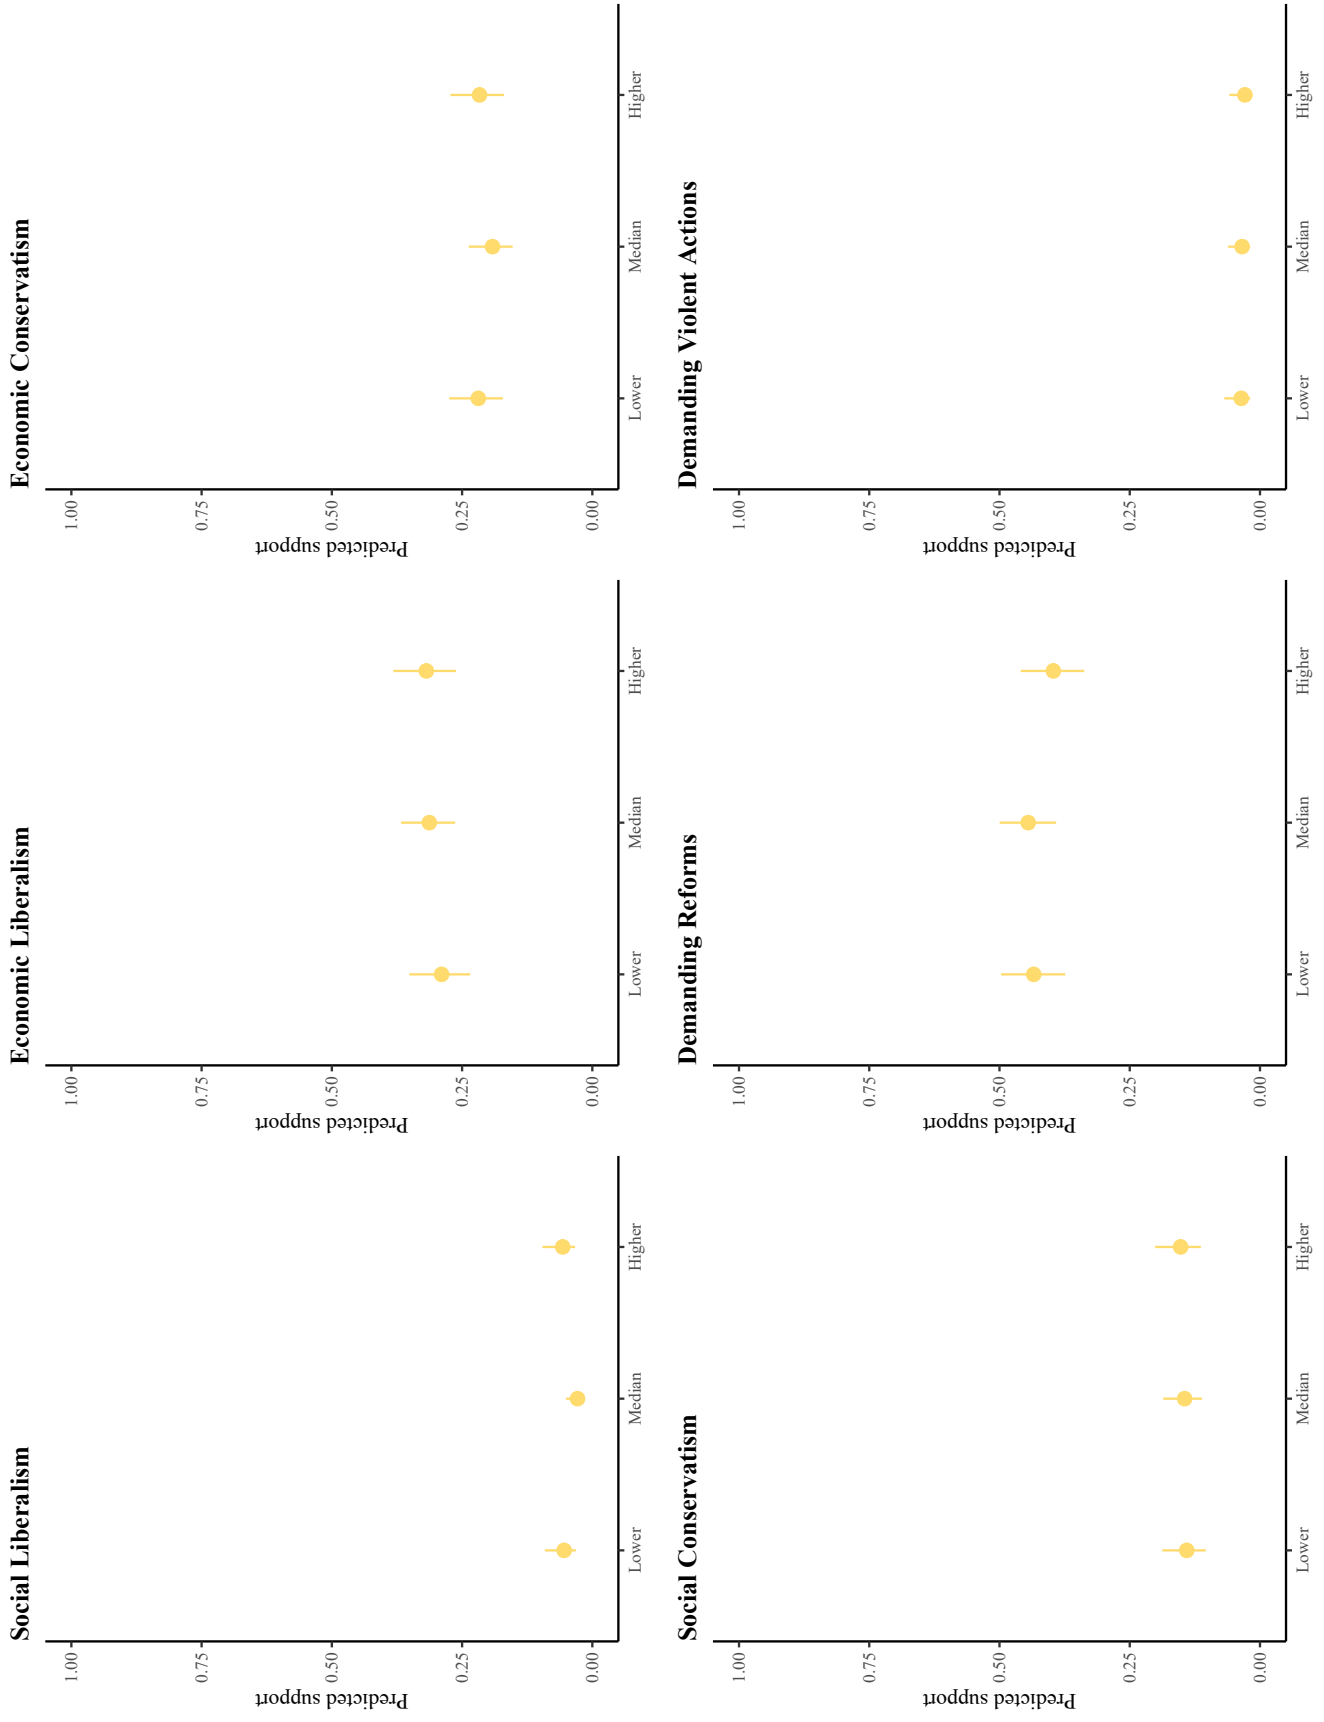 Social Liberalism
Predicted support
1.00
0.75
0.50
0.25
0.00
Lower Median Higher
Economic Liberalism
Predicted support
1.00
0.75
0.50
0.25
0.00
Lower Median Higher
Economic Conservatism
Predicted support
1.00
0.75
0.50
0.25
0.00
Lower Median Higher
Social Conservatism
Predicted support
1.00
0.75
0.50
0.25
0.00
Lower Median Higher
Demanding Reforms
Predicted support
1.00
0.75
0.50
0.25
0.00
Lower Median Higher
Demanding Violent Actions
Predicted support
1.00
0.75
0.50
0.25
0.00
Lower Median Higher